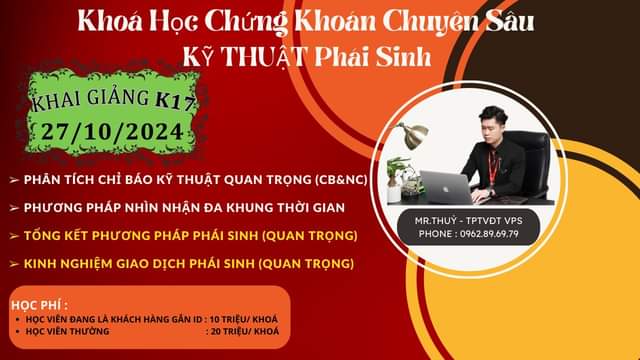 Khoá Học Chứng Khoán Chuyên Sâu
KỸ THUẬT Phái Sinh
KHAI GIẢNG K17
27/10/2024
➢ PHÂN TÍCH CHỈ BÁO KỸ THUẬT QUAN TRỌNG (CB&NC)
➢ PHƯƠNG PHÁP NHÌN NHẬN ĐA KHUNG THỜI GIAN
➢ TỔNG KẾT PHƯƠNG PHÁP PHÁI SINH (QUAN TRỌNG)
➢ KINH NGHIỆM GIAO DỊCH PHÁI SINH (QUAN TRỌNG)
MR.THUỶ - TPTVĐT VPS
PHONE : 0962.89.69.79
HỌC PHÍ :
• HỌC VIÊN ĐANG LÀ KHÁCH HÀNG GẮN ID : 10 TRIỆU/ KHOÁ
• HỌC VIÊN THƯỜNG : 20 TRIỆU/ KHOÁ